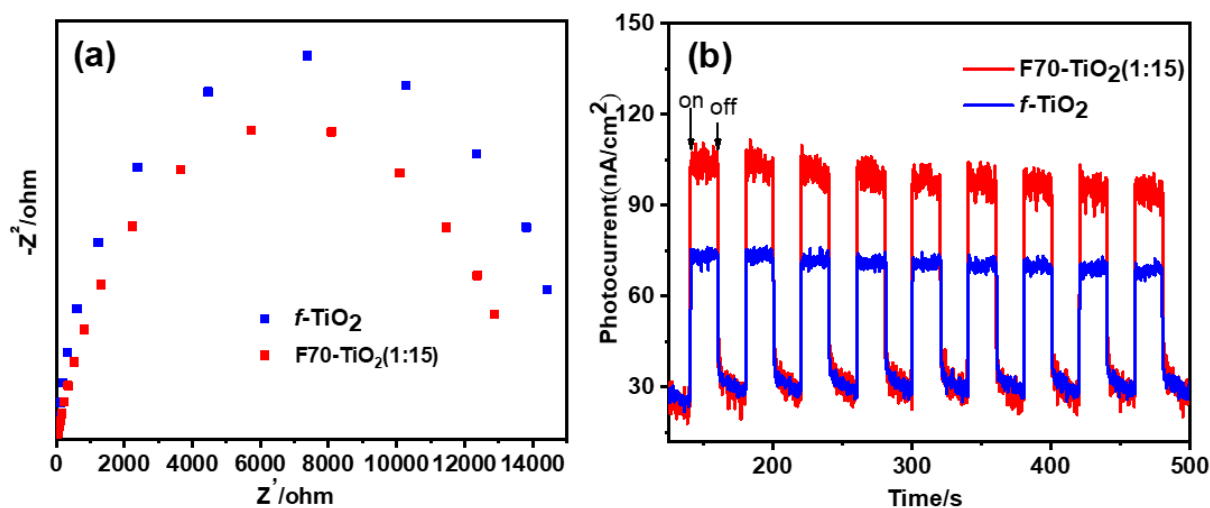 (a)
-Z²/ohm
f-TiO₂
F70-TiO₂(1:15)
0 2000 4000 6000 8000 10000 12000 14000
Z'/ohm
(b)
150
120
90
60
30
Photocurrent(nA/cm²)
F70-TiO₂(1:15)
f-TiO₂
on off
200 300 400 500
Time/s